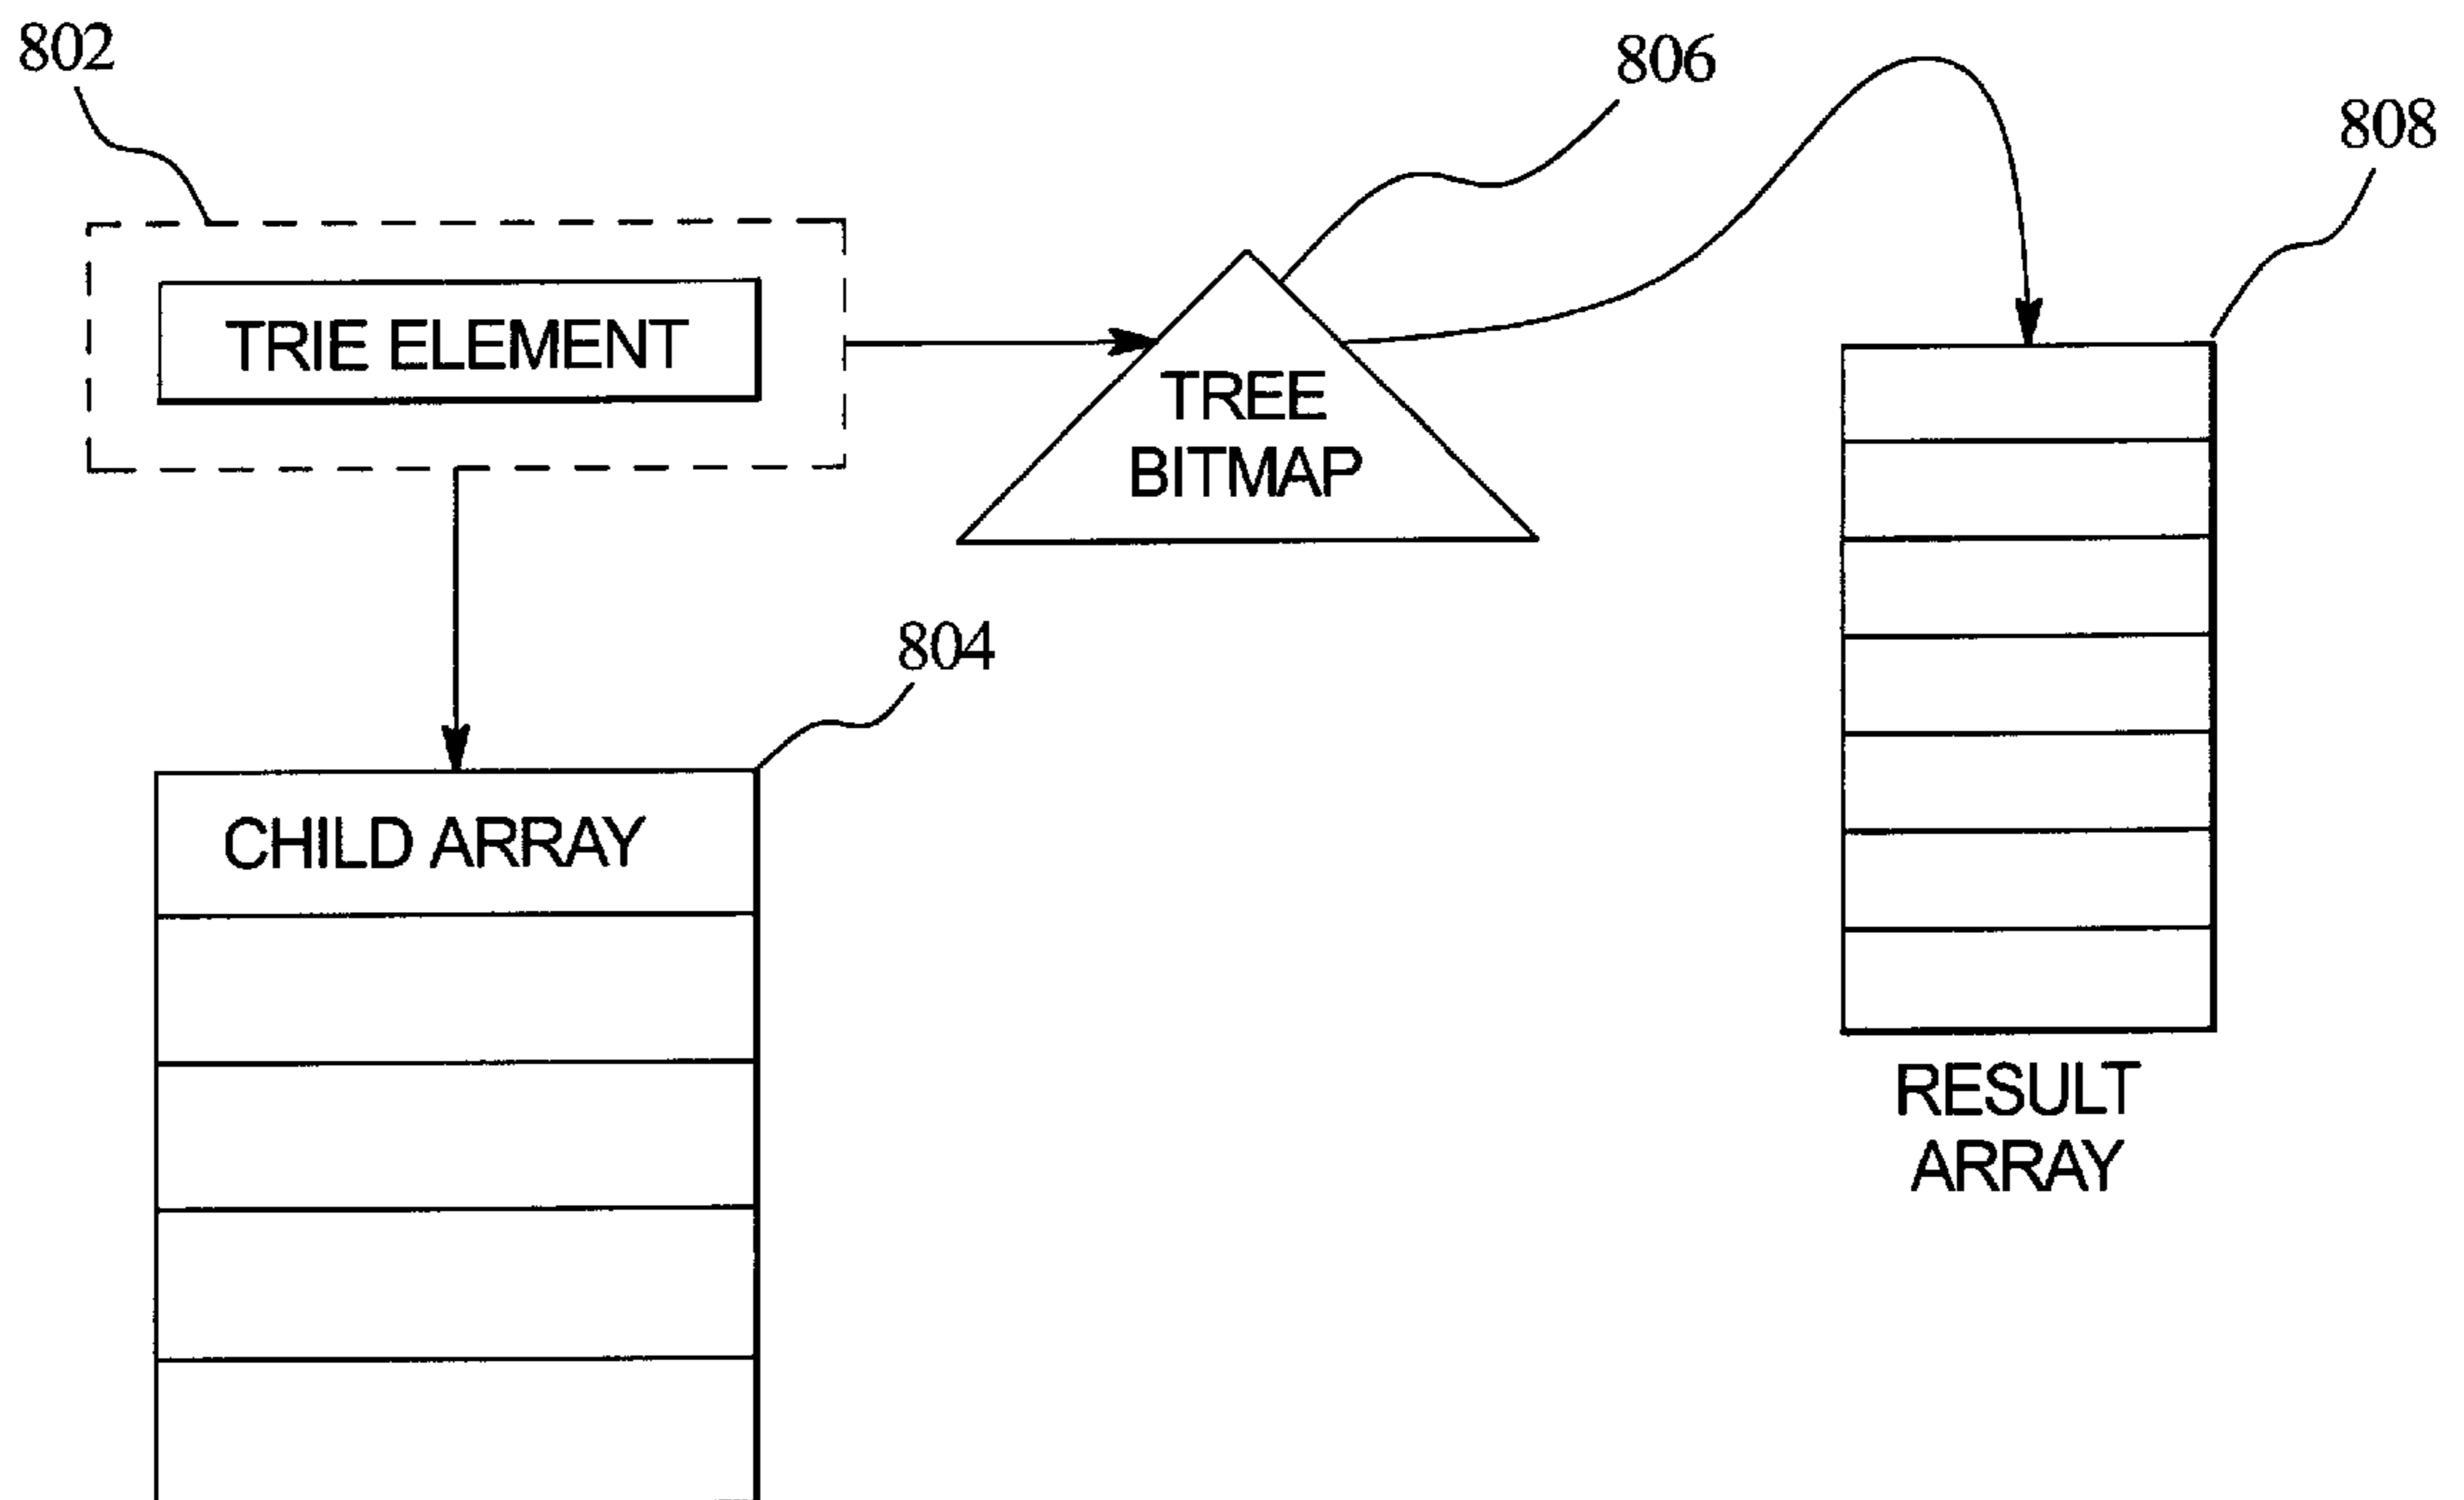 802
806
808
TRIE ELEMENT
TREE
BITMAP
804
CHILD ARRAY
RESULT
ARRAY